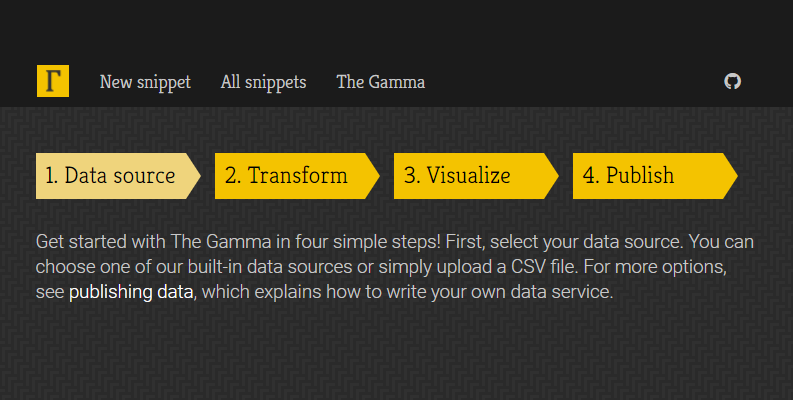 Γ New snippet All snippets The Gamma
1. Data source 2. Transform 3. Visualize 4. Publish
Get started with The Gamma in four simple steps! First, select your data source. You can
choose one of our built-in data sources or simply upload a CSV file. For more options,
see publishing data, which explains how to write your own data service.